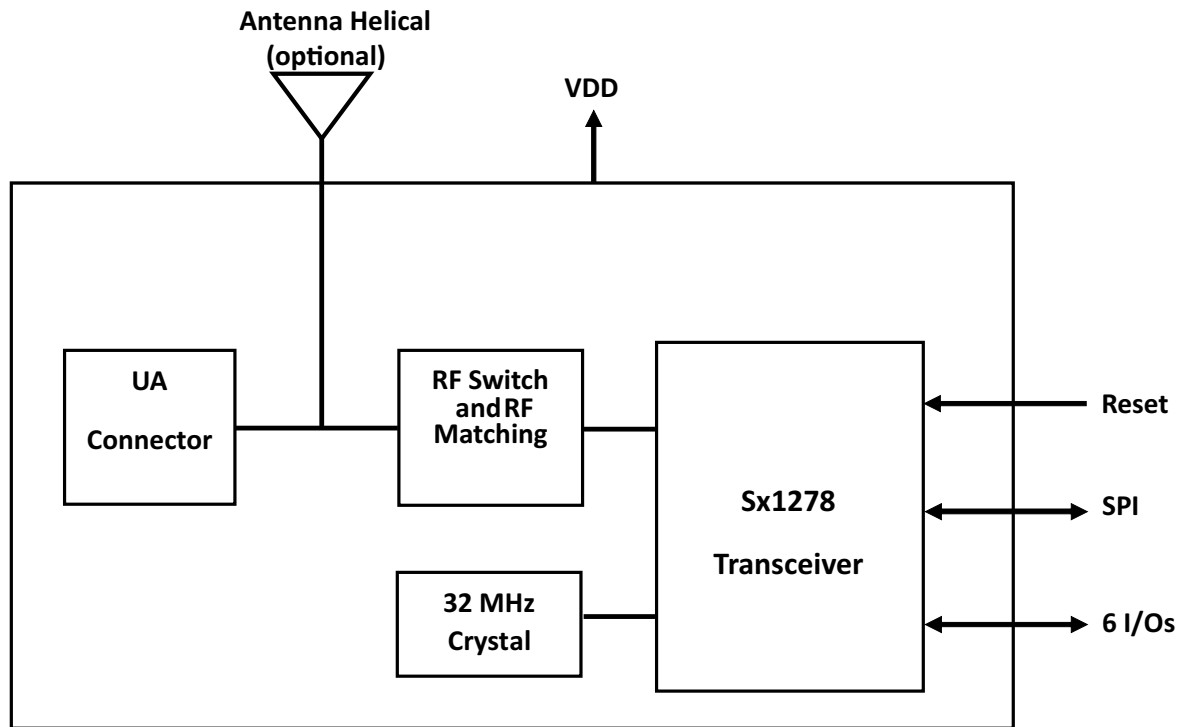 Antenna Helical
(optional)
VDD
UA
Connector
RF Switch
and RF
Matching
Sx1278
Transceiver
32 MHz
Crystal
Reset
SPI
6 I/Os